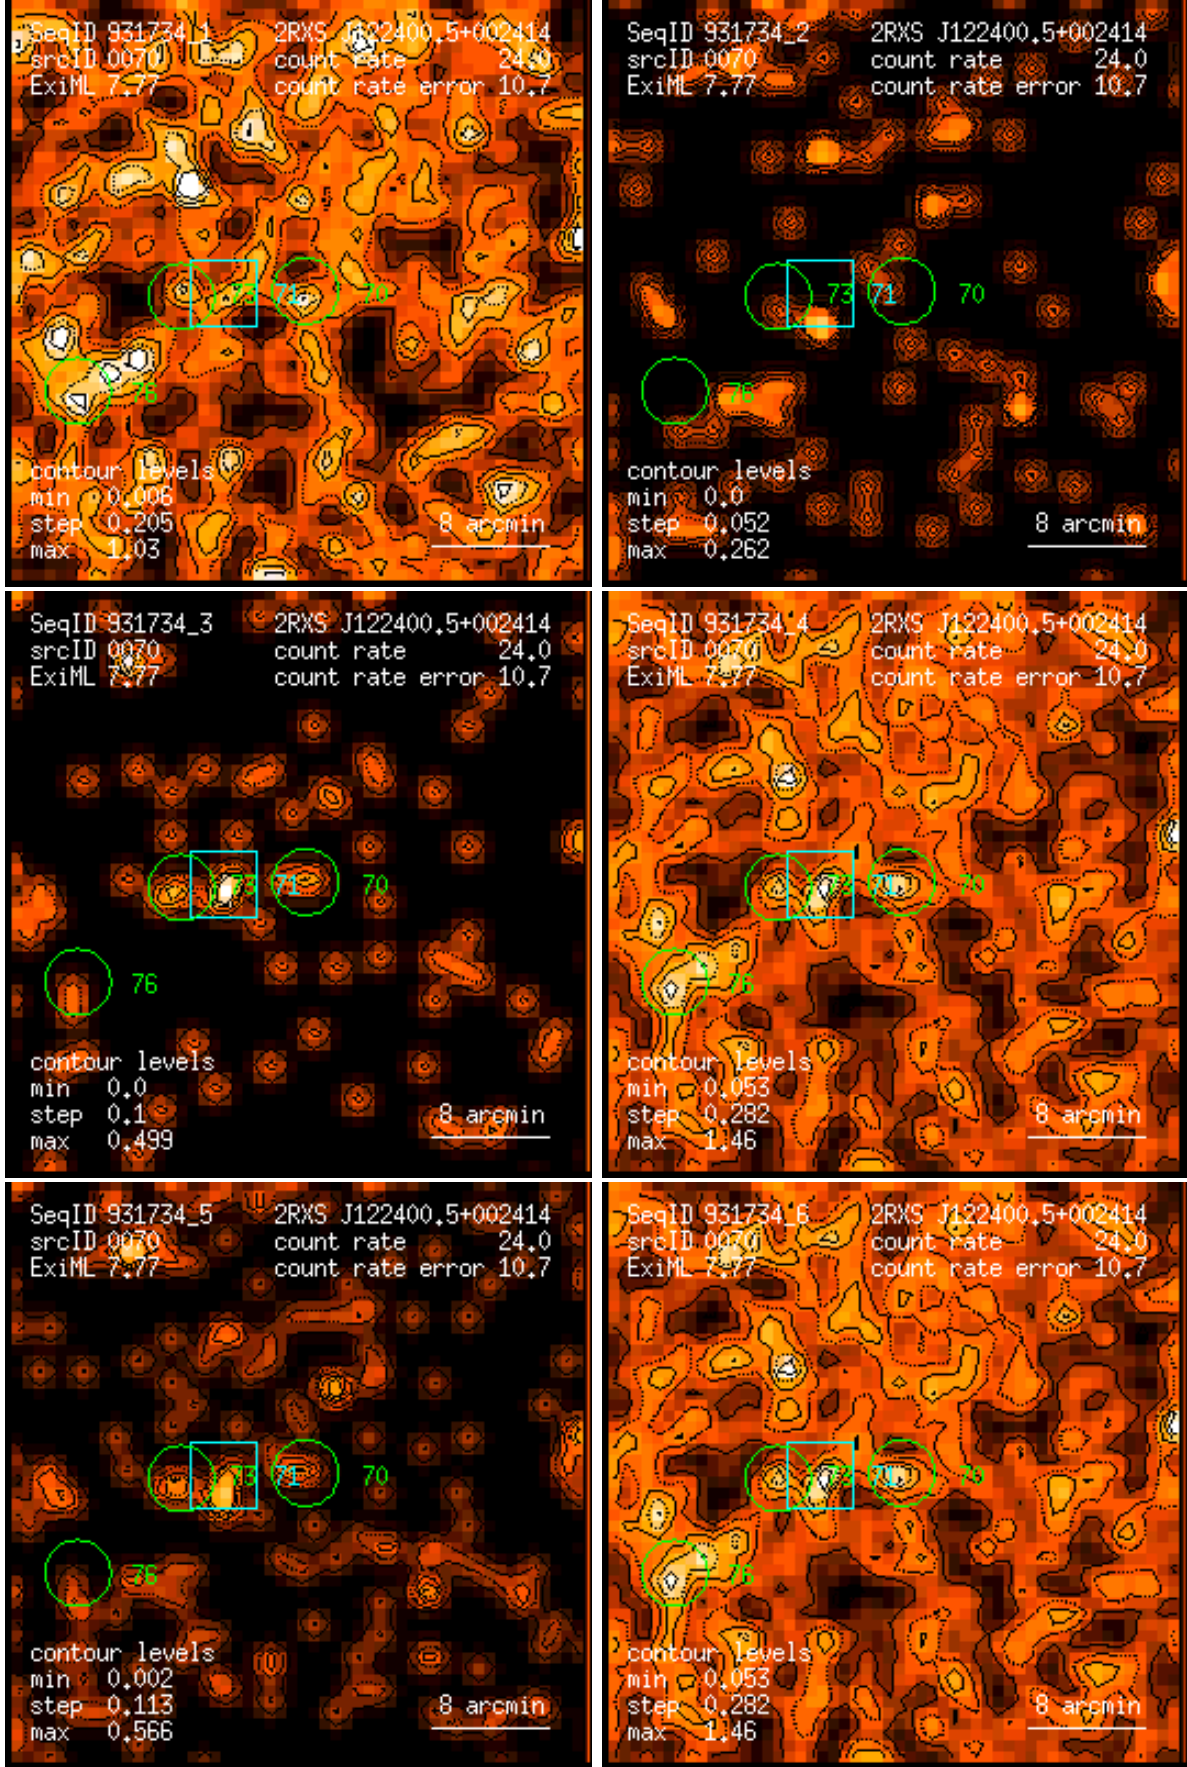 SeqID 931734_1 2RXS J122400.5+002414
srcID 0070 count rate 24.0
ExiML 7.77 count rate error 10.7
73 71 70
76
contour levels
min 0.006
step 0.205 8 arcmin
max 1.03
SeqID 931734_2 2RXS J122400.5+002414
srcID 0070 count rate 24.0
ExiML 7.77 count rate error 10.7
73 71 70
76
contour levels
min 0.0
step 0.052 8 arcmin
max 0.262
SeqID 931734_3 2RXS J122400.5+002414
srcID 0070 count rate 24.0
ExiML 7.77 count rate error 10.7
73 71 70
76
contour levels
min 0.0
step 0.1 8 arcmin
max 0.499
SeqID 931734_4 2RXS J122400.5+002414
srcID 0070 count rate 24.0
ExiML 7.77 count rate error 10.7
73 71 70
76
contour levels
min 0.053
step 0.282 8 arcmin
max 1.46
SeqID 931734_5 2RXS J122400.5+002414
srcID 0070 count rate 24.0
ExiML 7.77 count rate error 10.7
73 71 70
76
contour levels
min 0.002
step 0.113 8 arcmin
max 0.566
SeqID 931734_6 2RXS J122400.5+002414
srcID 0070 count rate 24.0
ExiML 7.77 count rate error 10.7
73 71 70
76
contour levels
min 0.053
step 0.282 8 arcmin
max 1.46